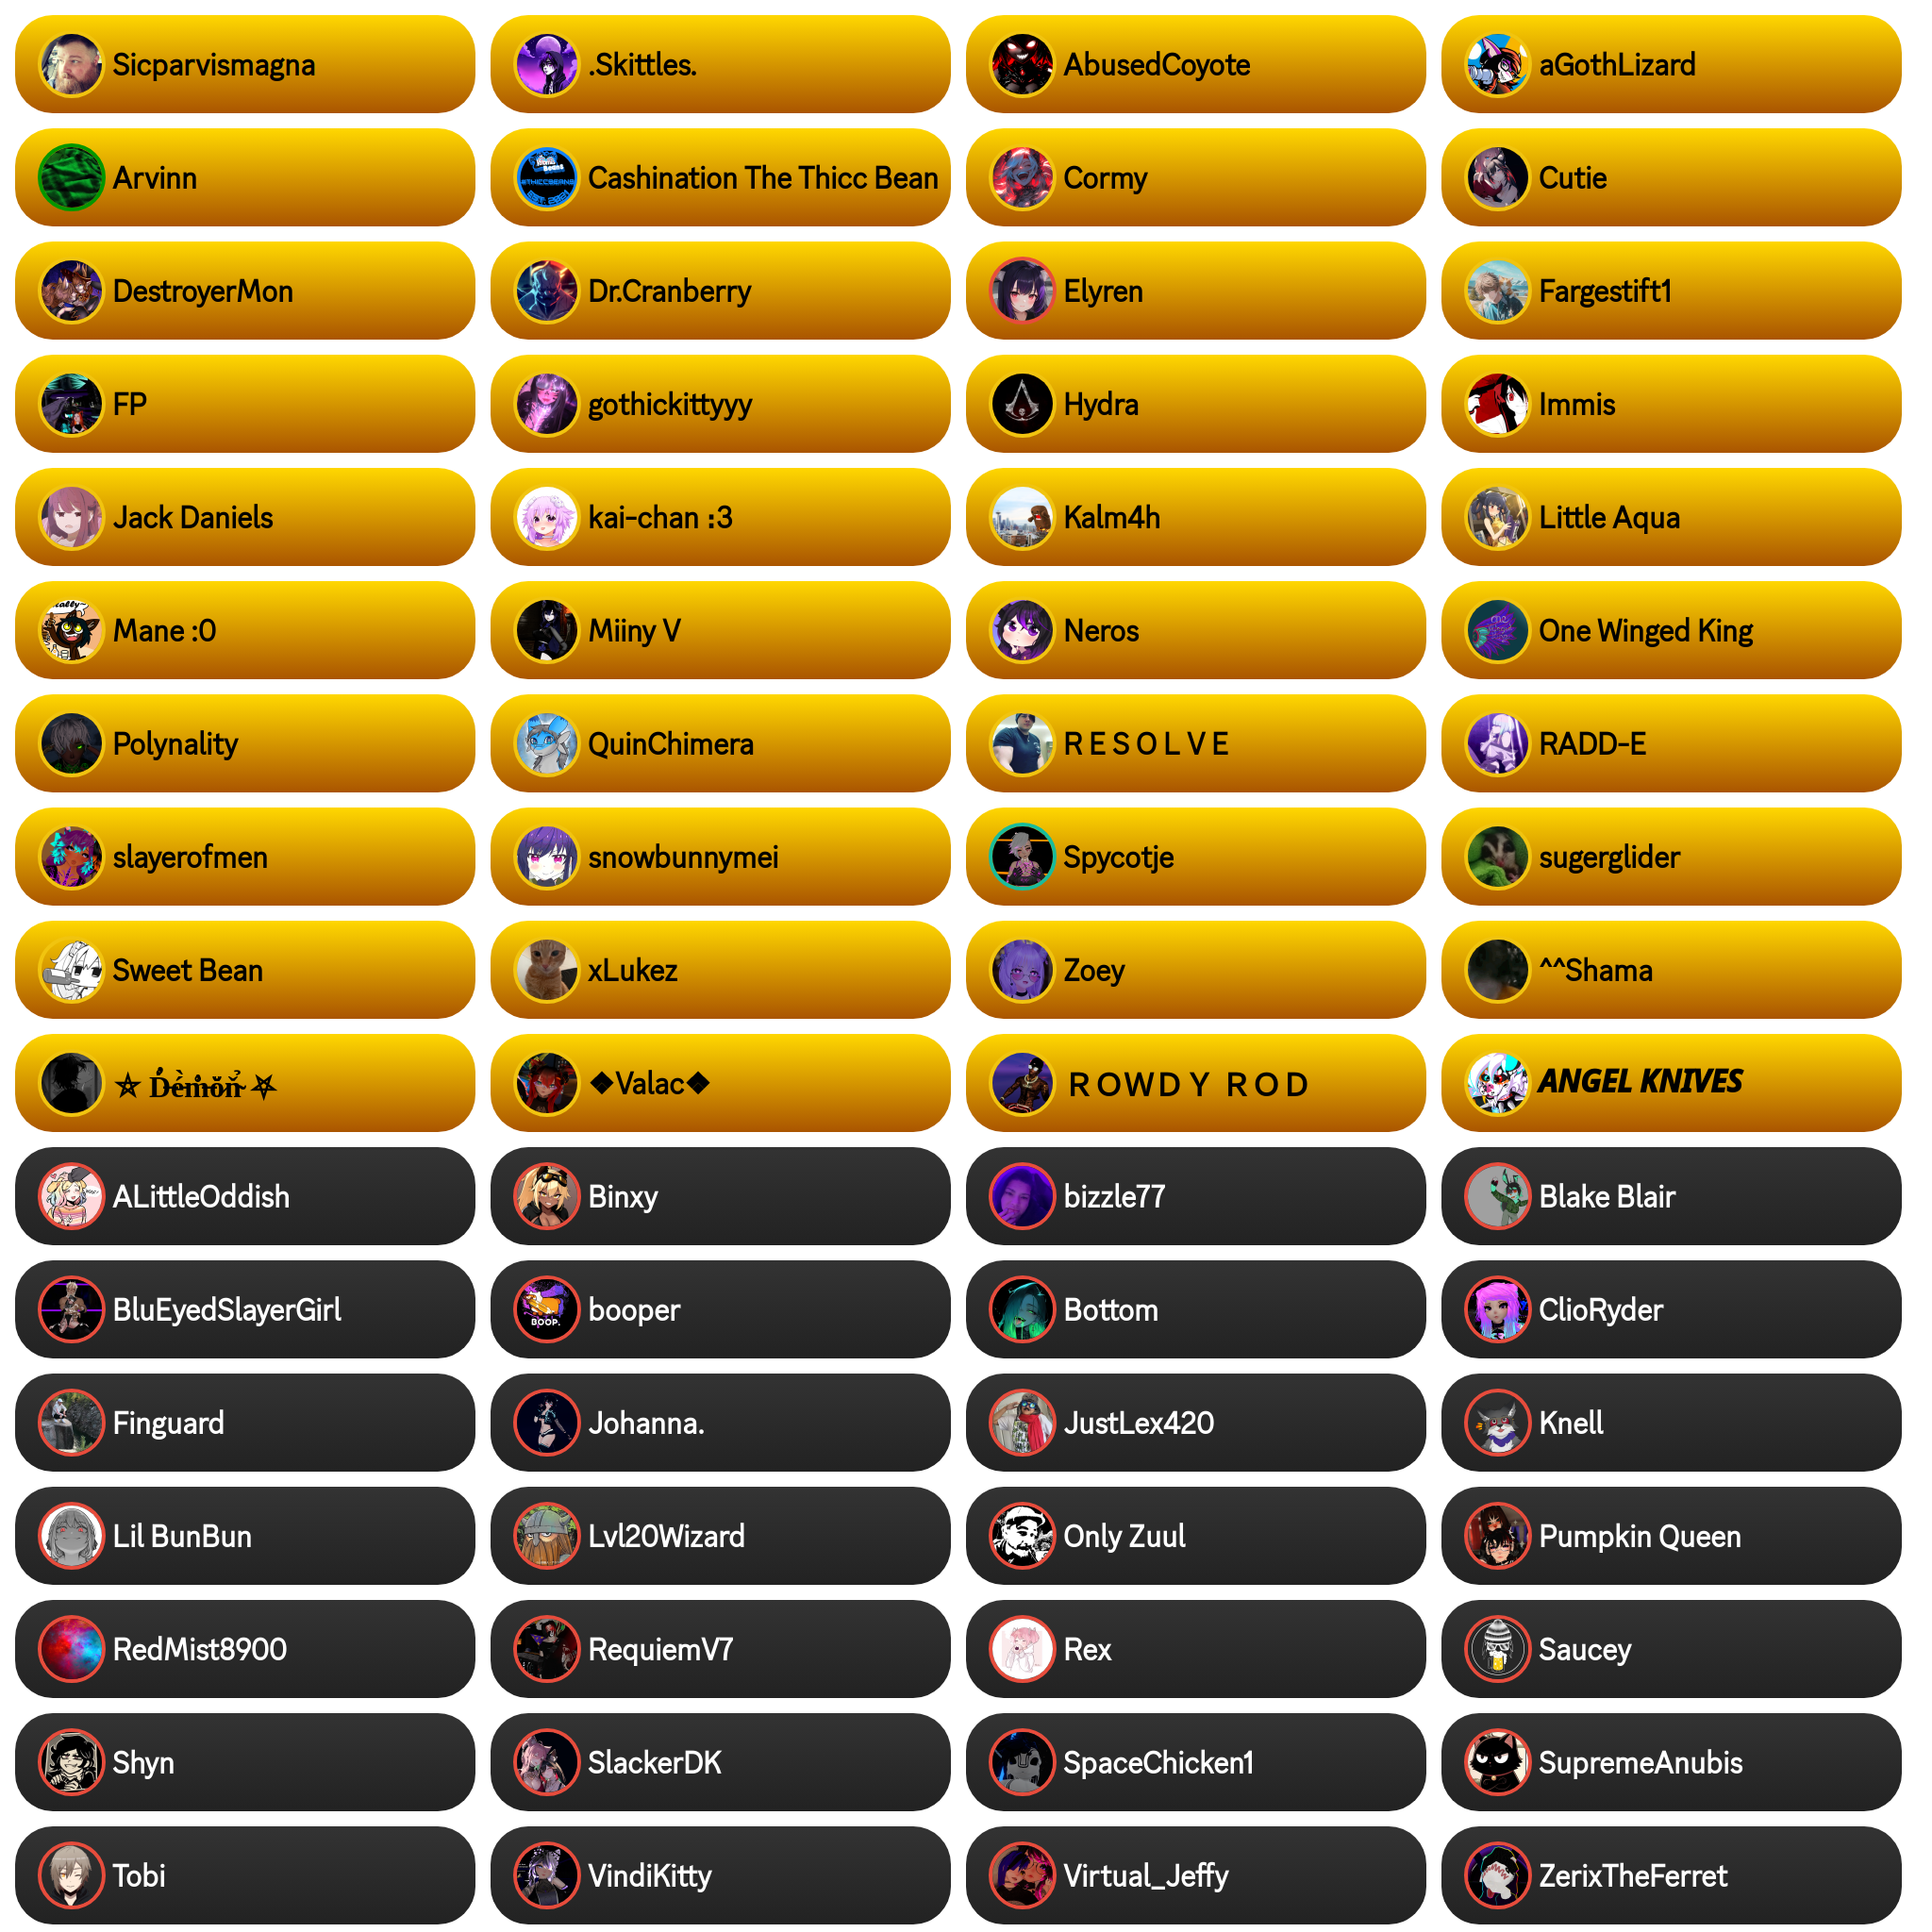 Sicparvismagna
.Skittles.
AbusedCoyote
aGothLizard
Arvinn
Cashination The Thicc Bean
Cormy
Cutie
DestroyerMon
Dr.Cranberry
Elyren
Fargestift1
FP
gothickittyyy
Hydra
Immis
Jack Daniels
kai-chan :3
Kalm4h
Little Aqua
Mane :0
Miiny V
Neros
One Winged King
Polynality
QuinChimera
R E S O L V E
RADD-E
slayerofmen
snowbunnymei
Spycotje
sugerglider
Sweet Bean
xLukez
Zoey
^^Shama
⛥ D̴e̴m̴o̴n̴ ⛧
❖Valac❖
ＲＯＷＤＹ ＲＯＤ
ANGEL KNIVES
ALittleOddish
Binxy
bizzle77
Blake Blair
BluEyedSlayerGirl
BOOP.
booper
Bottom
ClioRyder
Finguard
Johanna.
JustLex420
Knell
Lil BunBun
Lvl20Wizard
Only Zuul
Pumpkin Queen
RedMist8900
RequiemV7
Rex
Saucey
Shyn
SlackerDK
SpaceChicken1
SupremeAnubis
Tobi
VindiKitty
Virtual_Jeffy
ZerixTheFerret